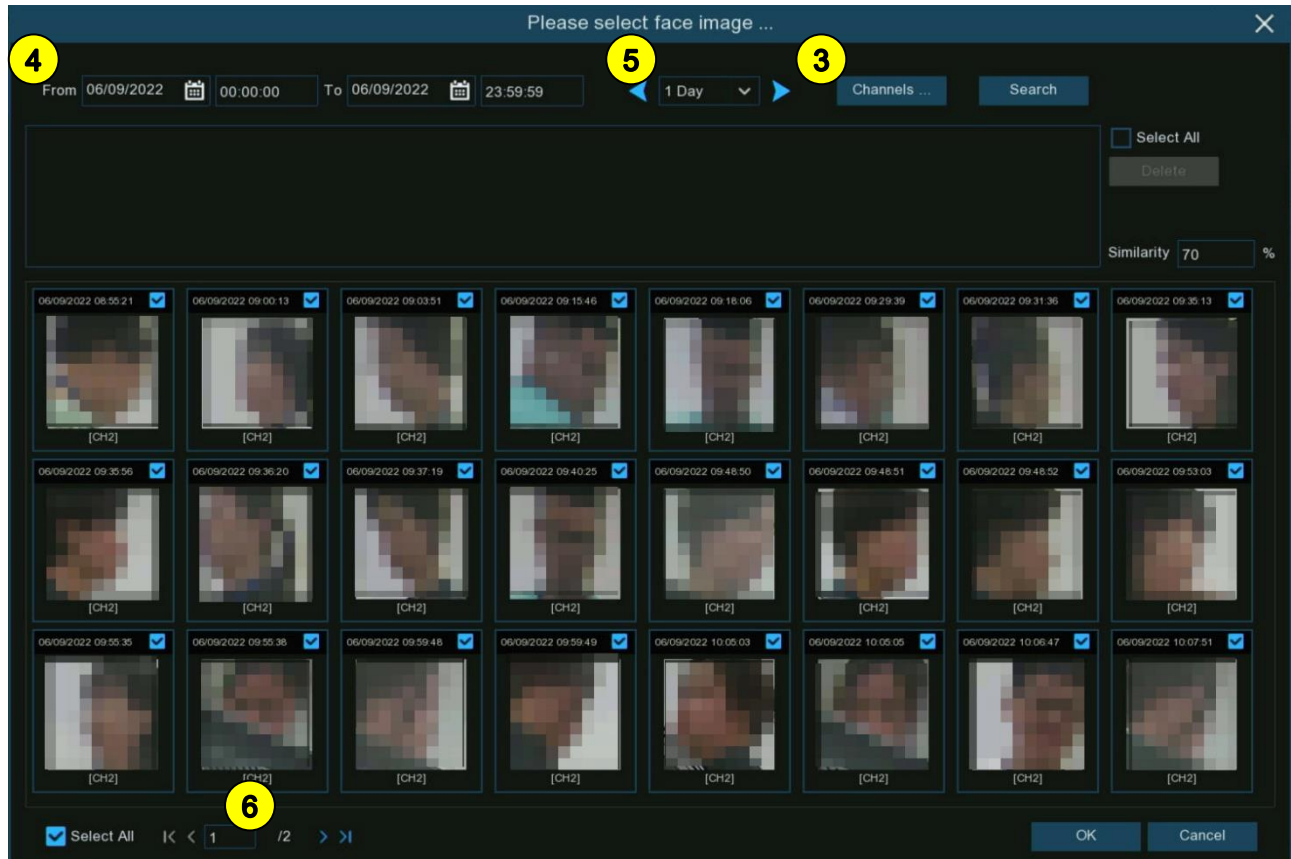 Please select face image ...
4 5 3
From 06/09/2022 00:00:00 To 06/09/2022 23:59:59 1 Day Channels ... Search
Select All
Delete
Similarity 70 %
06/09/2022 08:55:21 06/09/2022 09:00:13 06/09/2022 09:03:51 06/09/2022 09:15:46 06/09/2022 09:18:06 06/09/2022 09:29:39 06/09/2022 09:31:36 06/09/2022 09:35:13
[CH2] [CH2] [CH2] [CH2] [CH2] [CH2] [CH2] [CH2]
06/09/2022 09:35:56 06/09/2022 09:36:20 06/09/2022 09:37:19 06/09/2022 09:40:25 06/09/2022 09:48:50 06/09/2022 09:48:51 06/09/2022 09:48:52 06/09/2022 09:53:03
[CH2] [CH2] [CH2] [CH2] [CH2] [CH2] [CH2] [CH2]
06/09/2022 09:55:35 06/09/2022 09:55:38 06/09/2022 09:59:48 06/09/2022 09:59:49 06/09/2022 10:05:03 06/09/2022 10:05:05 06/09/2022 10:06:47 06/09/2022 10:07:51
[CH2] [CH2] [CH2] [CH2] [CH2] [CH2] [CH2] [CH2]
6
Select All 1 /2 OK Cancel